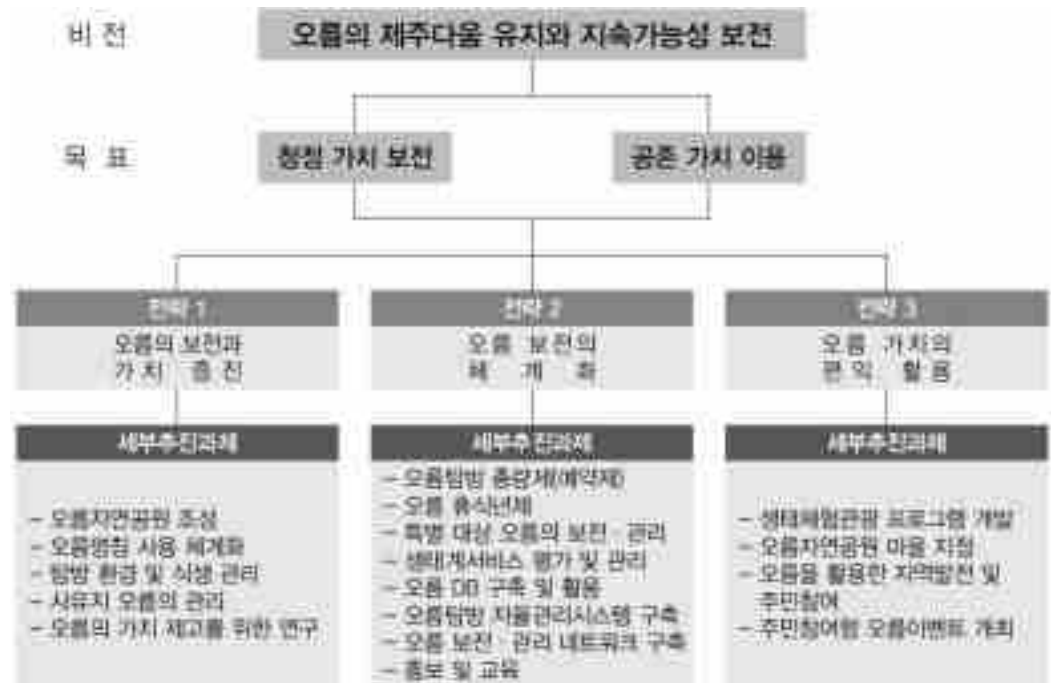 비 전
오름의 제주다움 유지와 지속가능성 보전
목 표
청정 가치 보전
공존 가치 이용
전략 1
오름의 보전과
가 치 증 진
전략 2
오름 보전의
체 계 화
전략 3
오름 가치의
편 익 활 용
세부추진과제
- 오름자연공원 조성
- 오름명칭 사용 체계화
- 탐방 환경 및 식생 관리
- 사유지 오름의 관리
- 오름의 가치 제고를 위한 연구
세부추진과제
- 오름탐방 총량제(예약제)
- 오름 휴식년제
- 특별 대상 오름의 보전·관리
- 생태계서비스 평가 및 관리
- 오름 DB 구축 및 활용
- 오름탐방 자율관리시스템 구축
- 오름 보전·관리 네트워크 구축
- 홍보 및 교육
세부추진과제
- 생태체험관광 프로그램 개발
- 오름자연공원 마을 지정
- 오름을 활용한 지역발전 및
주민참여
- 주민참여형 오름이벤트 개최